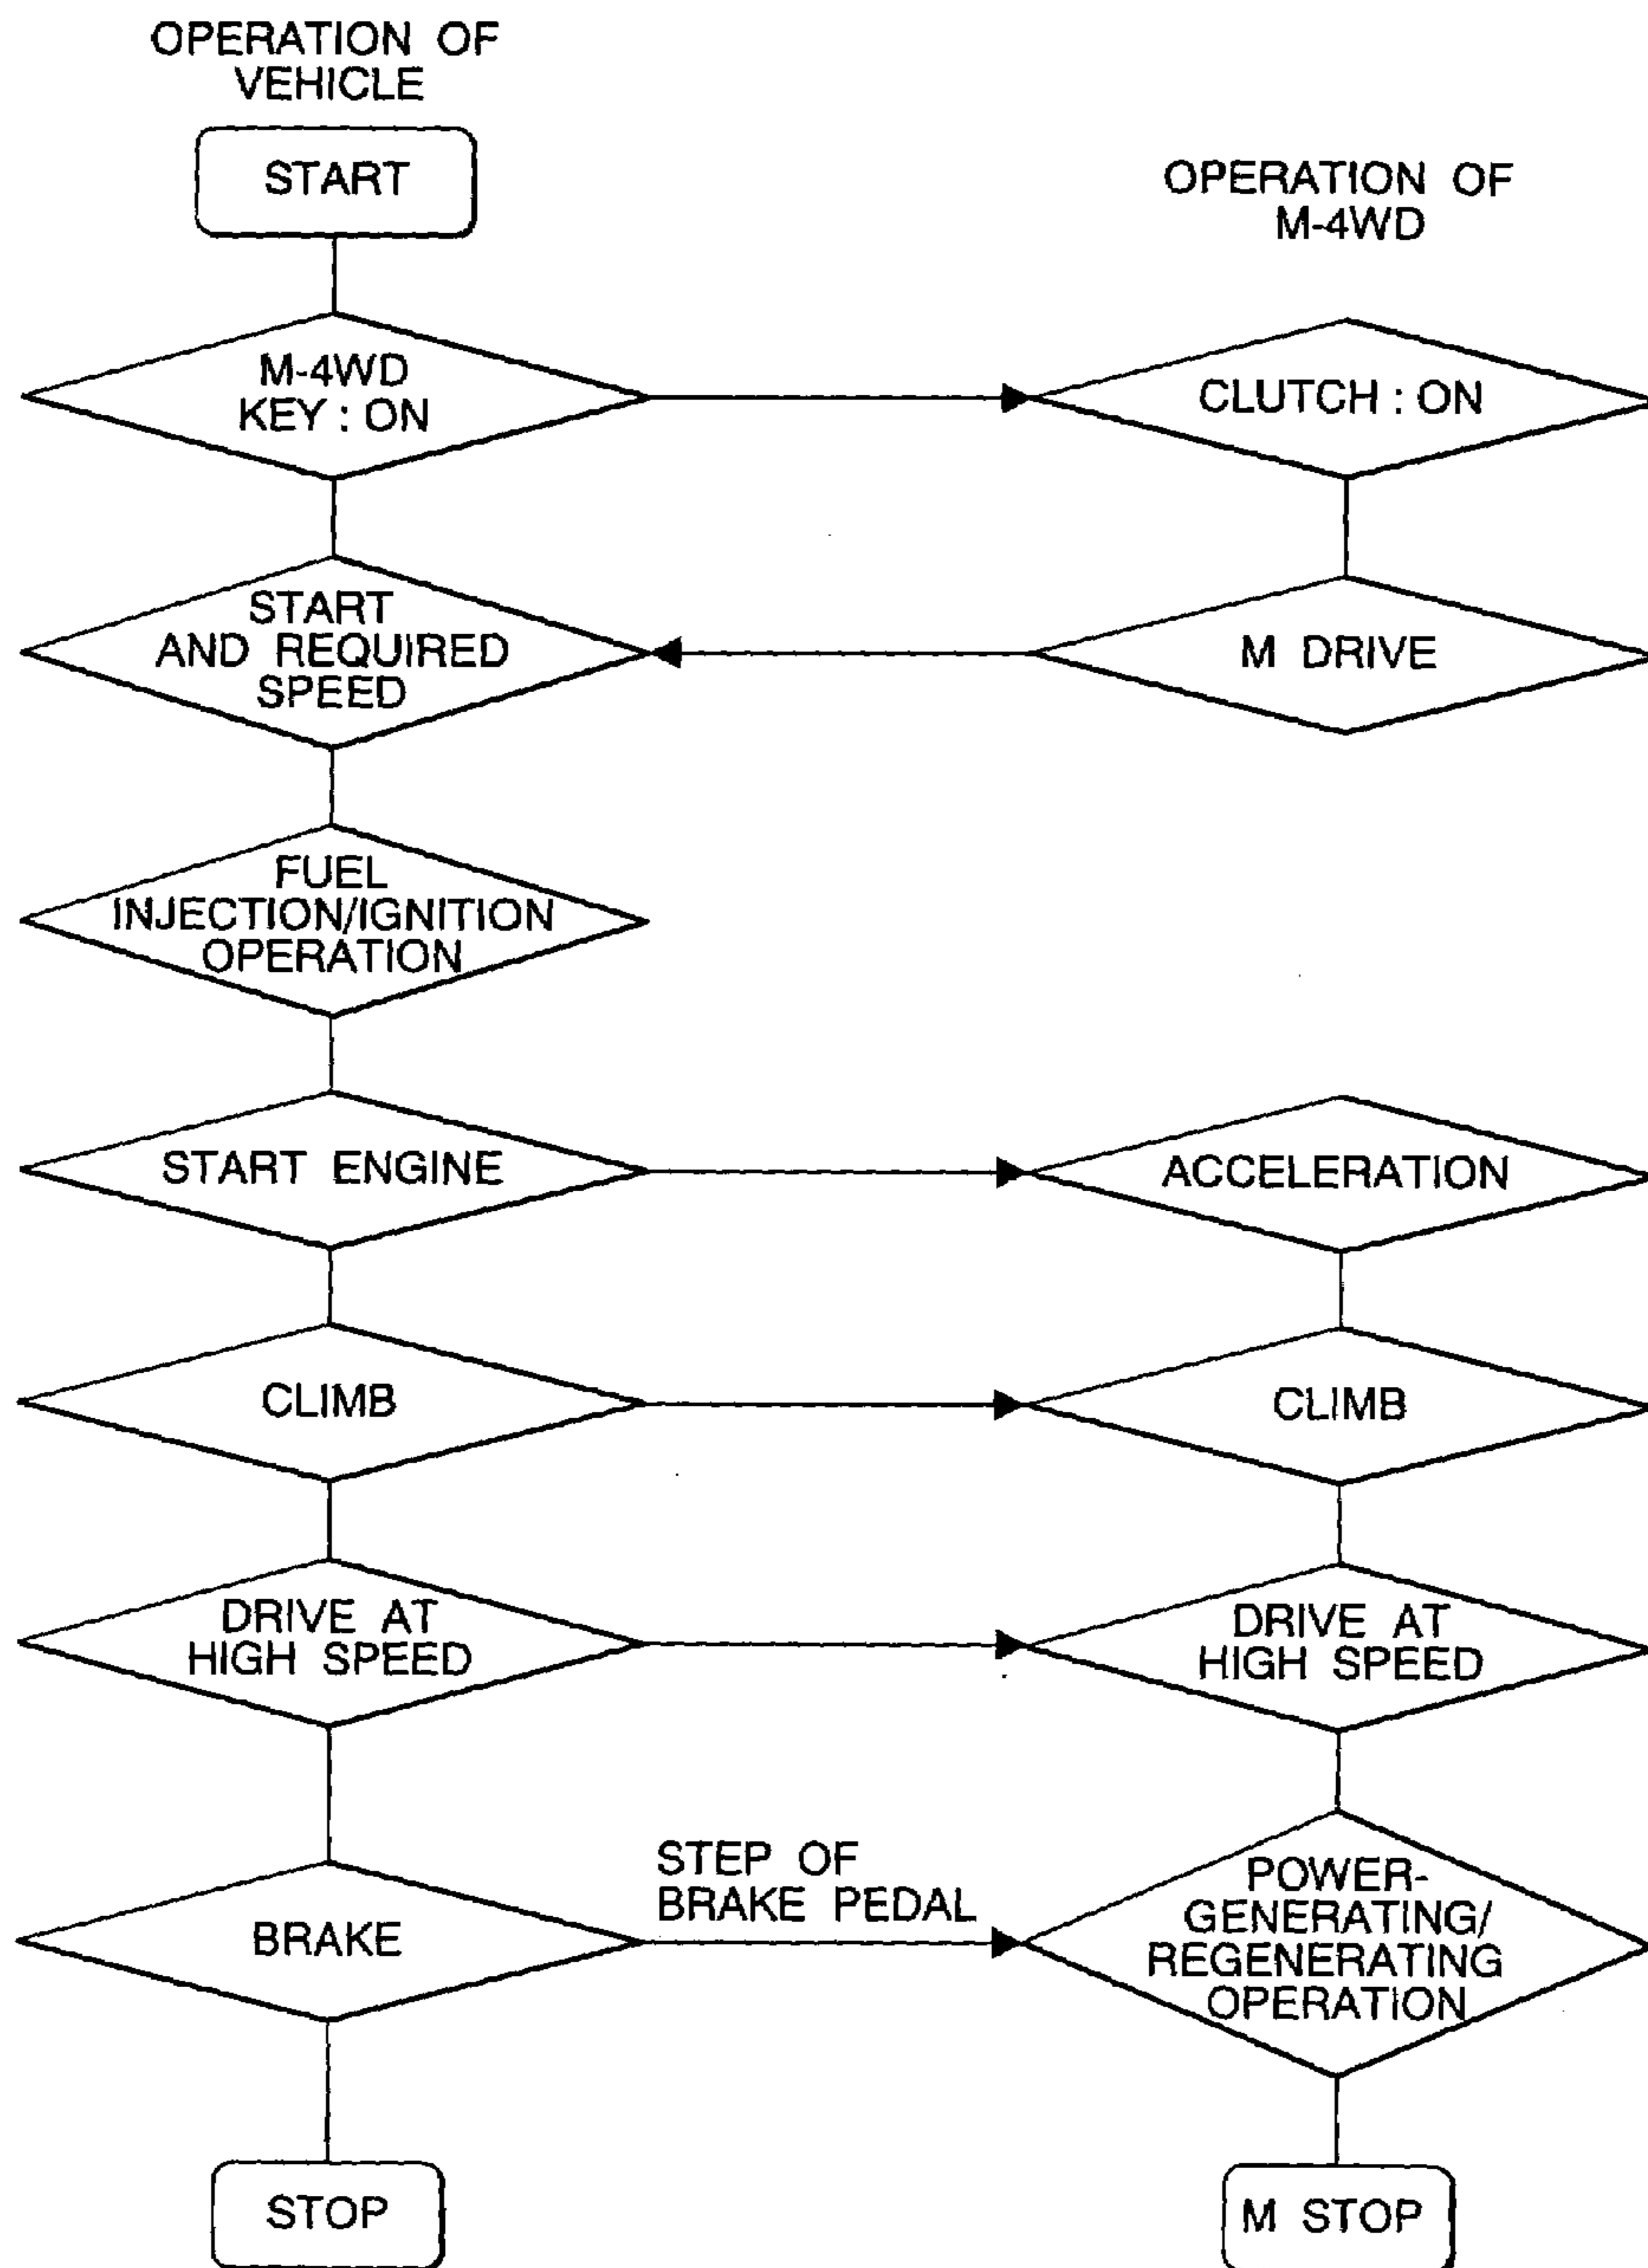 OPERATION OF
VEHICLE
START
OPERATION OF
M-4WD
M-4WD
KEY : ON
CLUTCH : ON
START
AND REQUIRED
SPEED
M DRIVE
FUEL
INJECTION/IGNITION
OPERATION
START ENGINE
ACCELERATION
CLIMB
CLIMB
DRIVE AT
HIGH SPEED
DRIVE AT
HIGH SPEED
BRAKE
STEP OF
BRAKE PEDAL
POWER-
GENERATING/
REGENERATING
OPERATION
STOP
M STOP